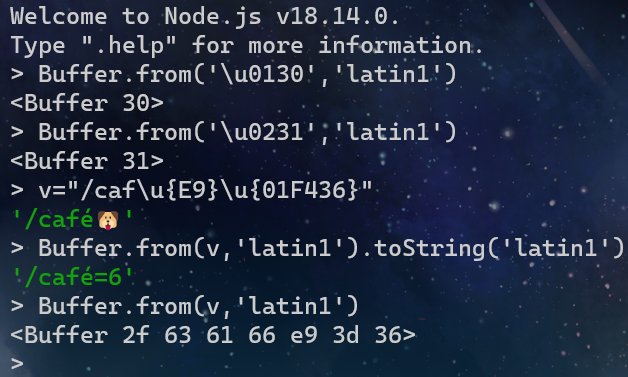 Welcome to Node.js v18.14.0.
Type ".help" for more information.
> Buffer.from('\u0130','latin1')
<Buffer 30>
> Buffer.from('\u0231','latin1')
<Buffer 31>
> v="/caf\u{E9}\u{01F436}"
'/café🐶'
> Buffer.from(v,'latin1').toString('latin1')
'/café=6'
> Buffer.from(v,'latin1')
<Buffer 2f 63 61 66 e9 3d 36>
>